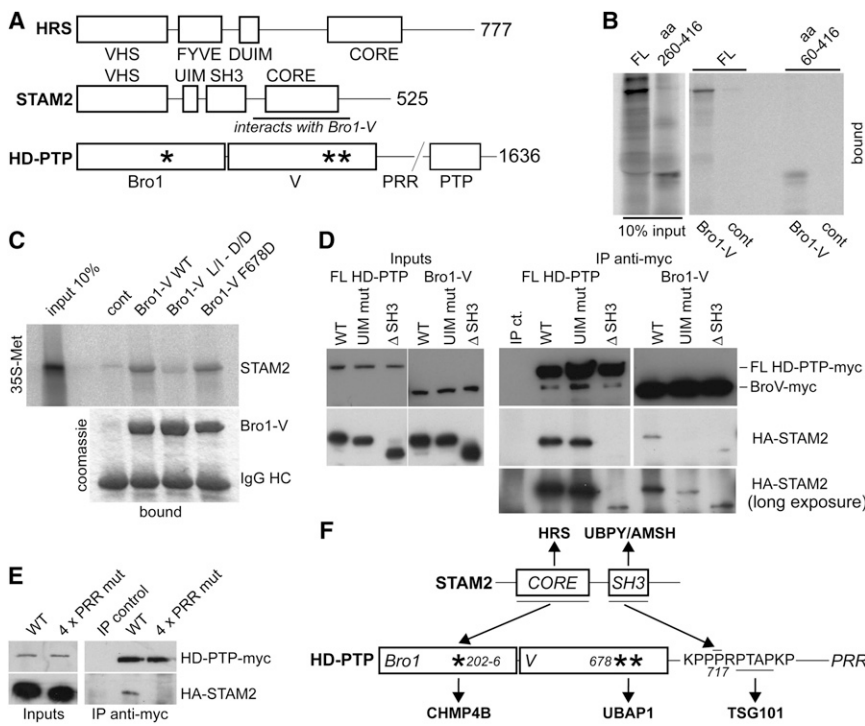 A
HRS
777
VHS FYVE DUIM CORE
VHS UIM SH3 CORE
STAM2
525
interacts with Bro1-V
HD-PTP
* **
1636
Bro1 V PRR PTP
B
FL
aa 260-416
FL
aa 60-416
bound
10% input
Bro1-V
cont
Bro1-V
cont
C
input 10%
cont
Bro1-V WT
Bro1-V L/I - D/D
Bro1-V F678D
35S-Met
STAM2
coomassie
Bro1-V
IgG HC
bound
D
Inputs
FL HD-PTP Bro1-V
WT
UIM mut
Δ SH3
WT
UIM mut
Δ SH3
IP anti-myc
FL HD-PTP Bro1-V
IP ct.
WT
UIM mut
Δ SH3
WT
UIM mut
Δ SH3
FL HD-PTP-myc
BroV-myc
HA-STAM2
HA-STAM2
(long exposure)
E
WT
4 x PRR mut
IP control
WT
4 x PRR mut
HD-PTP-myc
HA-STAM2
Inputs IP anti-myc
F
HRS UBPY/AMSH
STAM2 CORE SH3
HD-PTP Bro1 *202-6 V 678** KPPPRPTAPKP PRR
717
CHMP4B UBAP1 TSG101